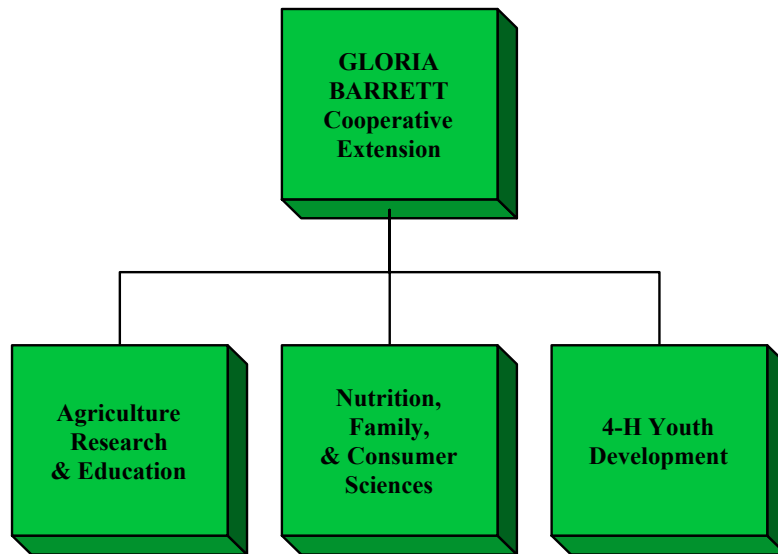 GLORIA
BARRETT
Cooperative
Extension
Agriculture
Research
& Education
Nutrition,
Family,
& Consumer
Sciences
4-H Youth
Development